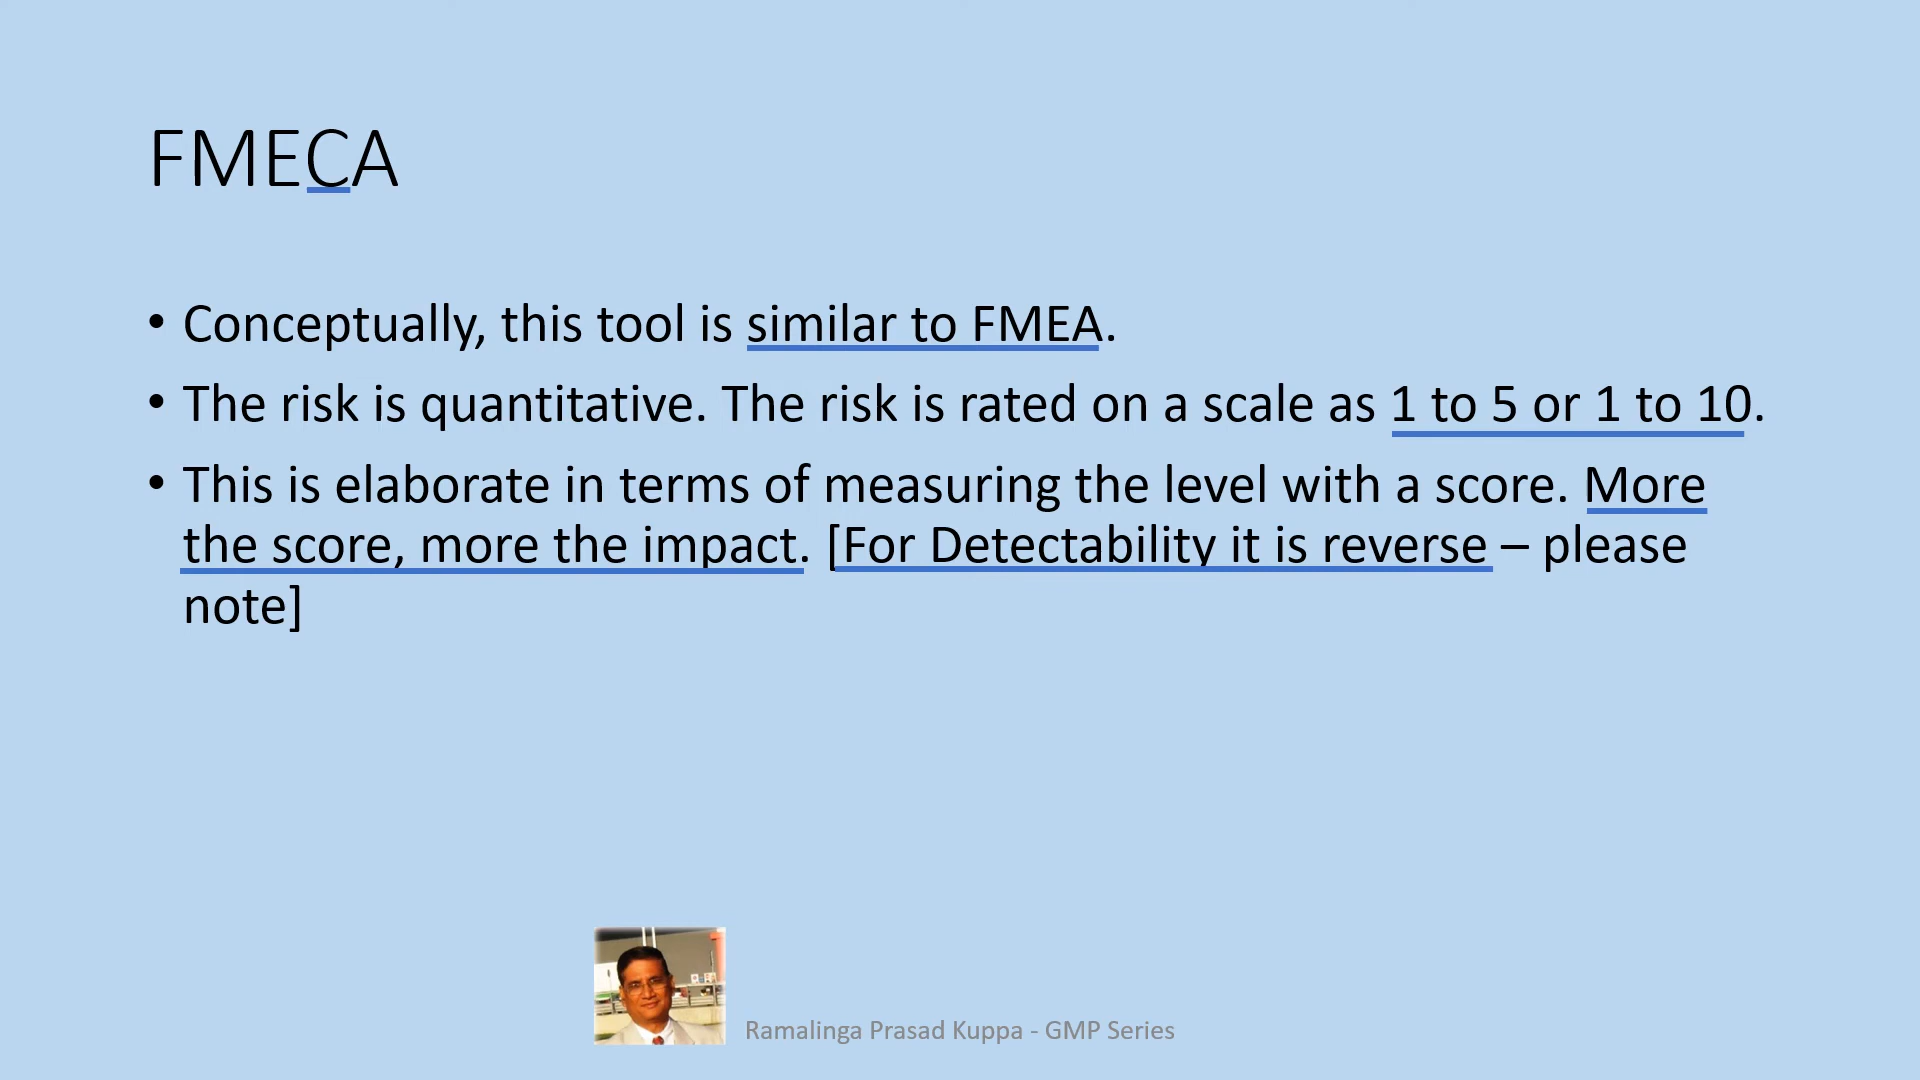 FMECA
• Conceptually, this tool is similar to FMEA.
• The risk is quantitative. The risk is rated on a scale as 1 to 5 or 1 to 10.
• This is elaborate in terms of measuring the level with a score. More
the score, more the impact. [For Detectability it is reverse – please
note]
Ramalinga Prasad Kuppa - GMP Series